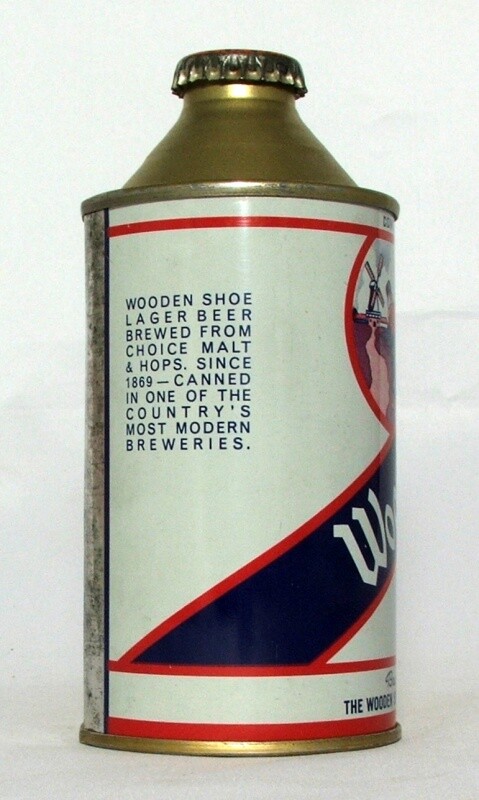 WOODEN SHOE
LAGER BEER
BREWED FROM
CHOICE MALT
& HOPS. SINCE
1869 — CANNED
IN ONE OF THE
COUNTRY'S
MOST MODERN
BREWERIES.
THE WOODEN